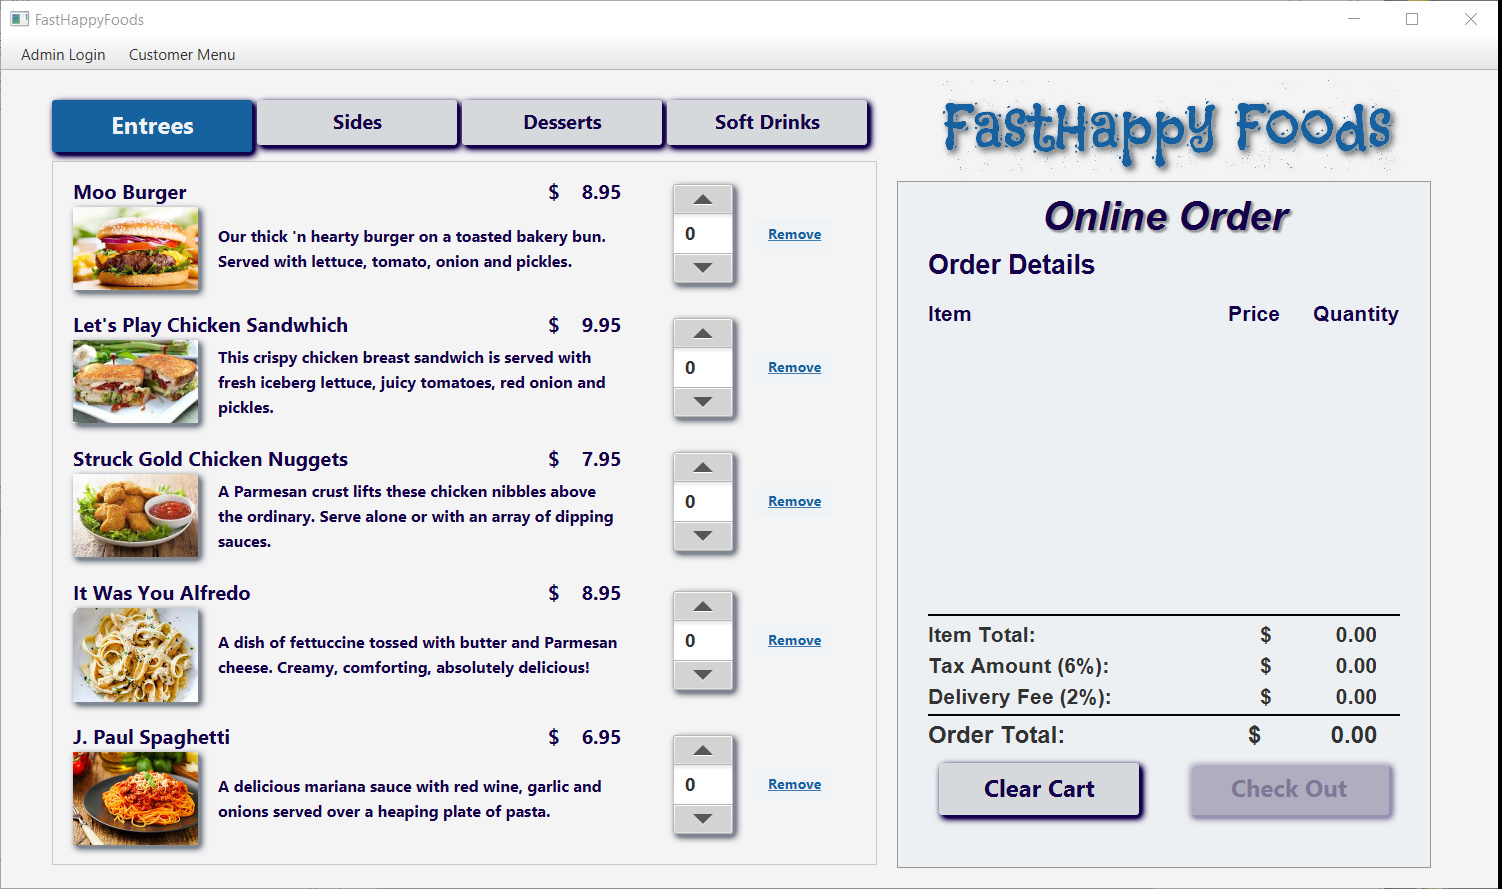 FastHappyFoods
Admin Login Customer Menu
Entrees Sides Desserts Soft Drinks
Moo Burger $ 8.95
Our thick 'n hearty burger on a toasted bakery bun.
Served with lettuce, tomato, onion and pickles.
0 Remove
Let's Play Chicken Sandwhich $ 9.95
This crispy chicken breast sandwich is served with
fresh iceberg lettuce, juicy tomatoes, red onion and
pickles.
0 Remove
Struck Gold Chicken Nuggets $ 7.95
A Parmesan crust lifts these chicken nibbles above
the ordinary. Serve alone or with an array of dipping
sauces.
0 Remove
It Was You Alfredo $ 8.95
A dish of fettuccine tossed with butter and Parmesan
cheese. Creamy, comforting, absolutely delicious!
0 Remove
J. Paul Spaghetti $ 6.95
A delicious mariana sauce with red wine, garlic and
onions served over a heaping plate of pasta.
0 Remove
FastHappy Foods
Online Order
Order Details
Item Price Quantity
Item Total: $ 0.00
Tax Amount (6%): $ 0.00
Delivery Fee (2%): $ 0.00
Order Total: $ 0.00
Clear Cart Check Out